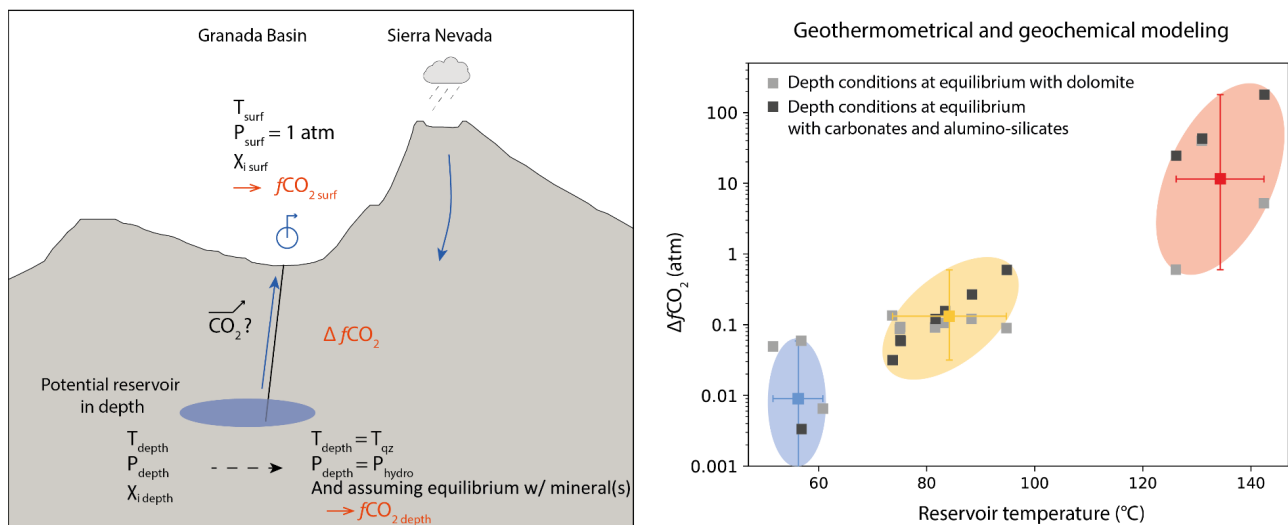 Granada Basin
Sierra Nevada
T surf
P surf = 1 atm
X i surf
→ fCO2 surf
CO2?
Δ fCO2
Potential reservoir
in depth
T depth
P depth
X i depth
T depth = T qz
P depth = P hydro
And assuming equilibrium w/ mineral(s)
→ fCO2 depth
Geothermometrical and geochemical modeling
Depth conditions at equilibrium with dolomite
Depth conditions at equilibrium
with carbonates and alumino-silicates
ΔfCO2 (atm)
100
10
1
0.1
0.01
0.001
60
80
100
120
140
Reservoir temperature (°C)